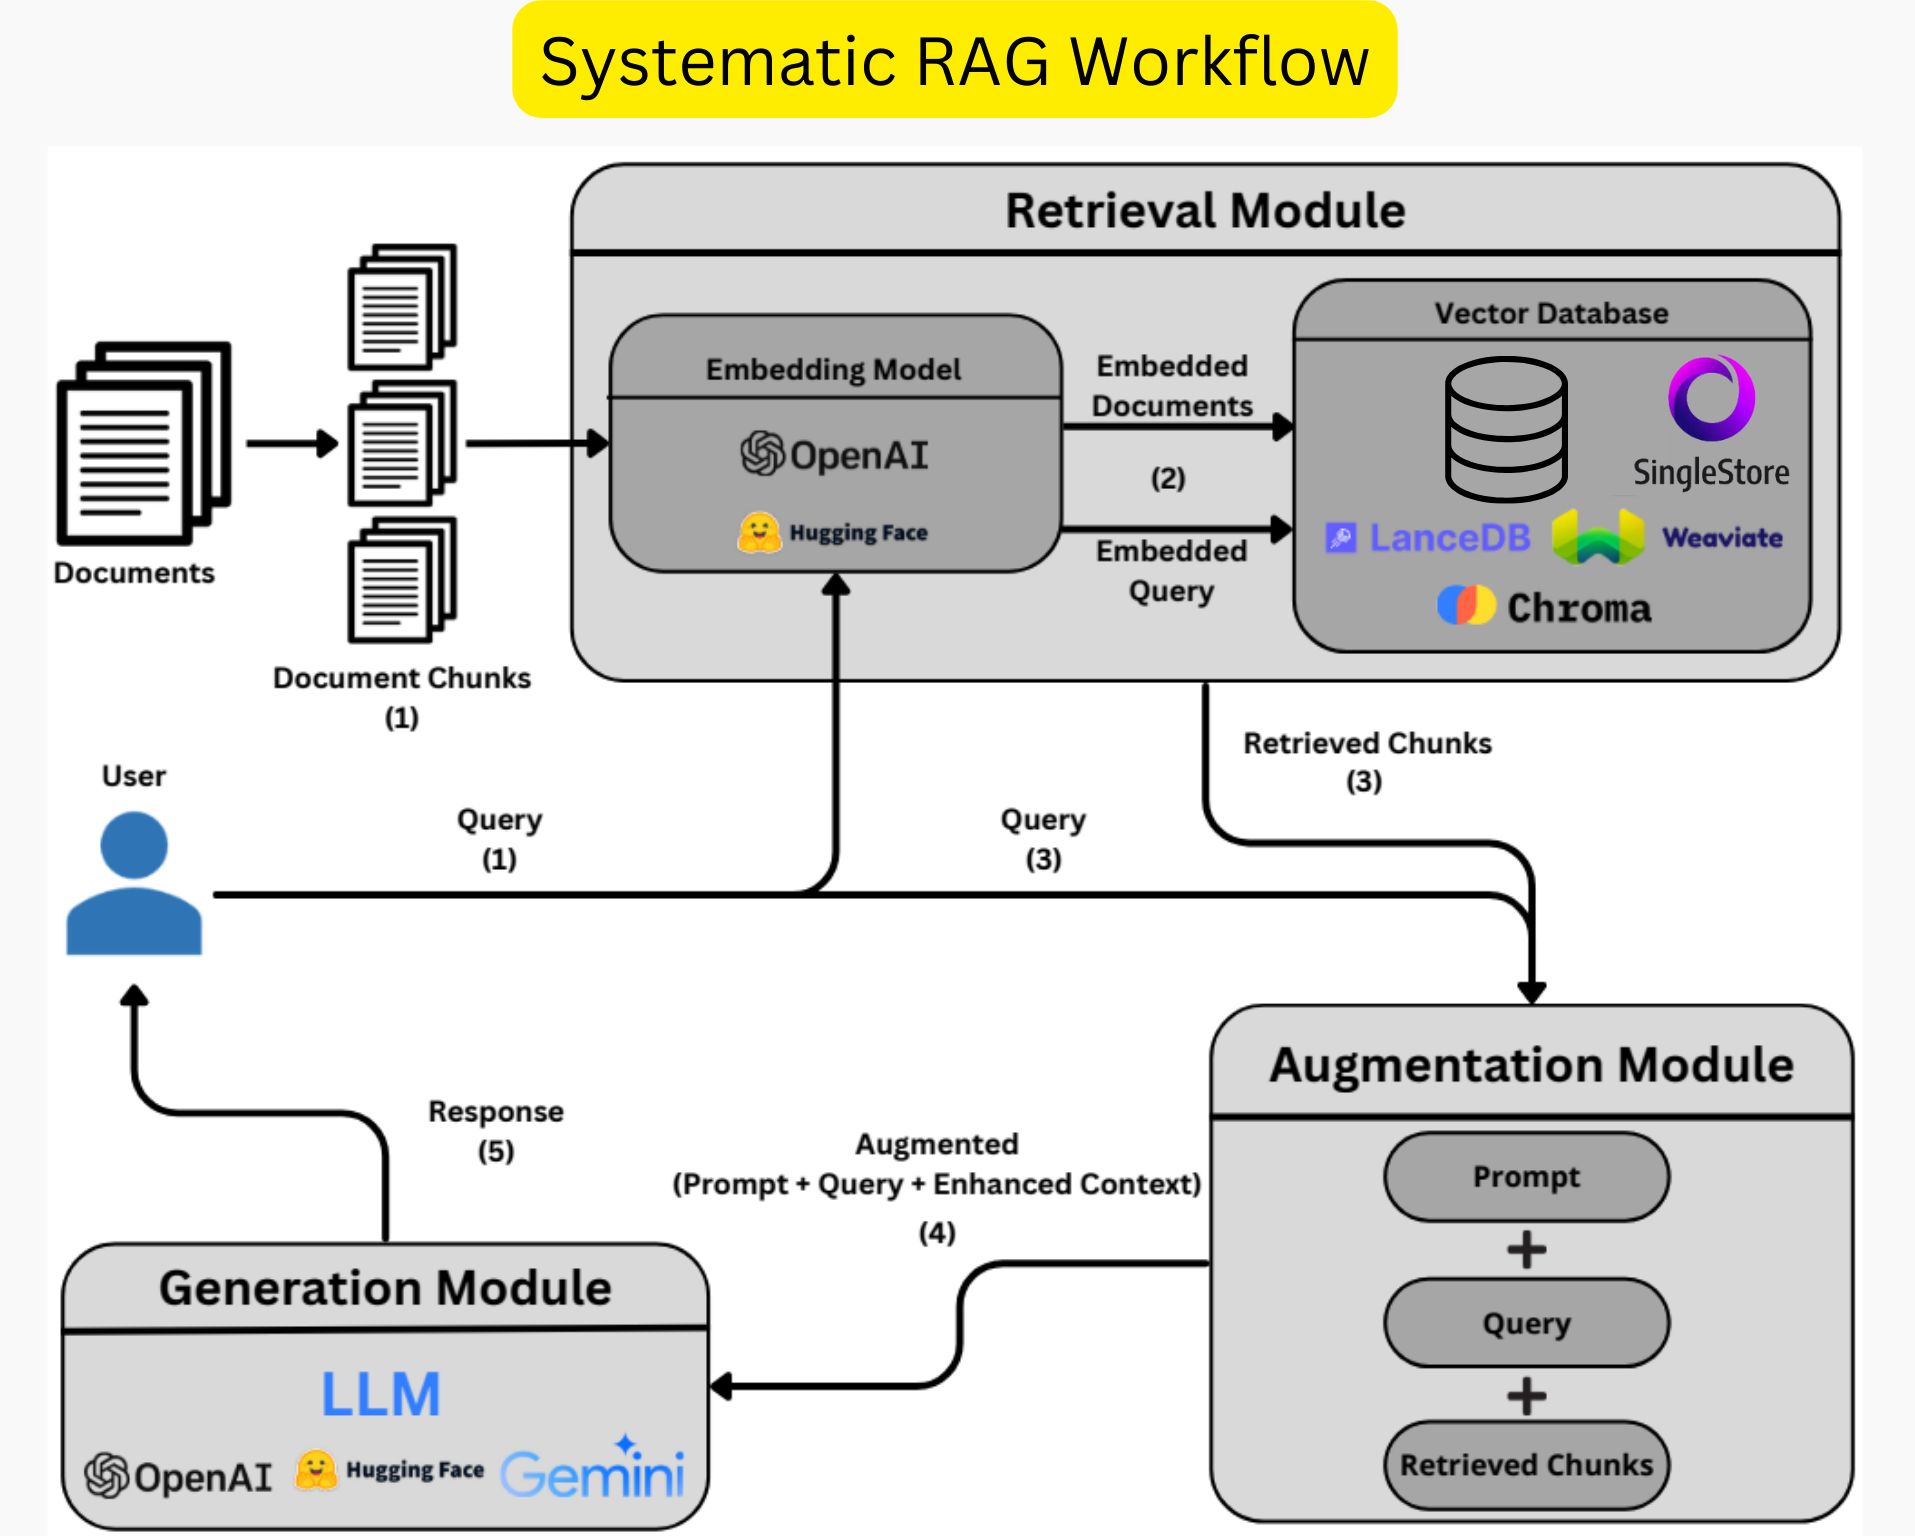 Systematic RAG Workflow
Retrieval Module
Vector Database
Embedding Model
Embedded
Documents
OpenAI
(2)
SingleStore
Hugging Face
LanceDB
Weaviate
Embedded
Query
Chroma
Documents
Document Chunks
(1)
Retrieved Chunks
(3)
User
Query
(1)
Query
(3)
Augmentation Module
Prompt
+
Query
+
Retrieved Chunks
Augmented
(Prompt + Query + Enhanced Context)
(4)
Response
(5)
Generation Module
LLM
OpenAI
Hugging Face
Gemini